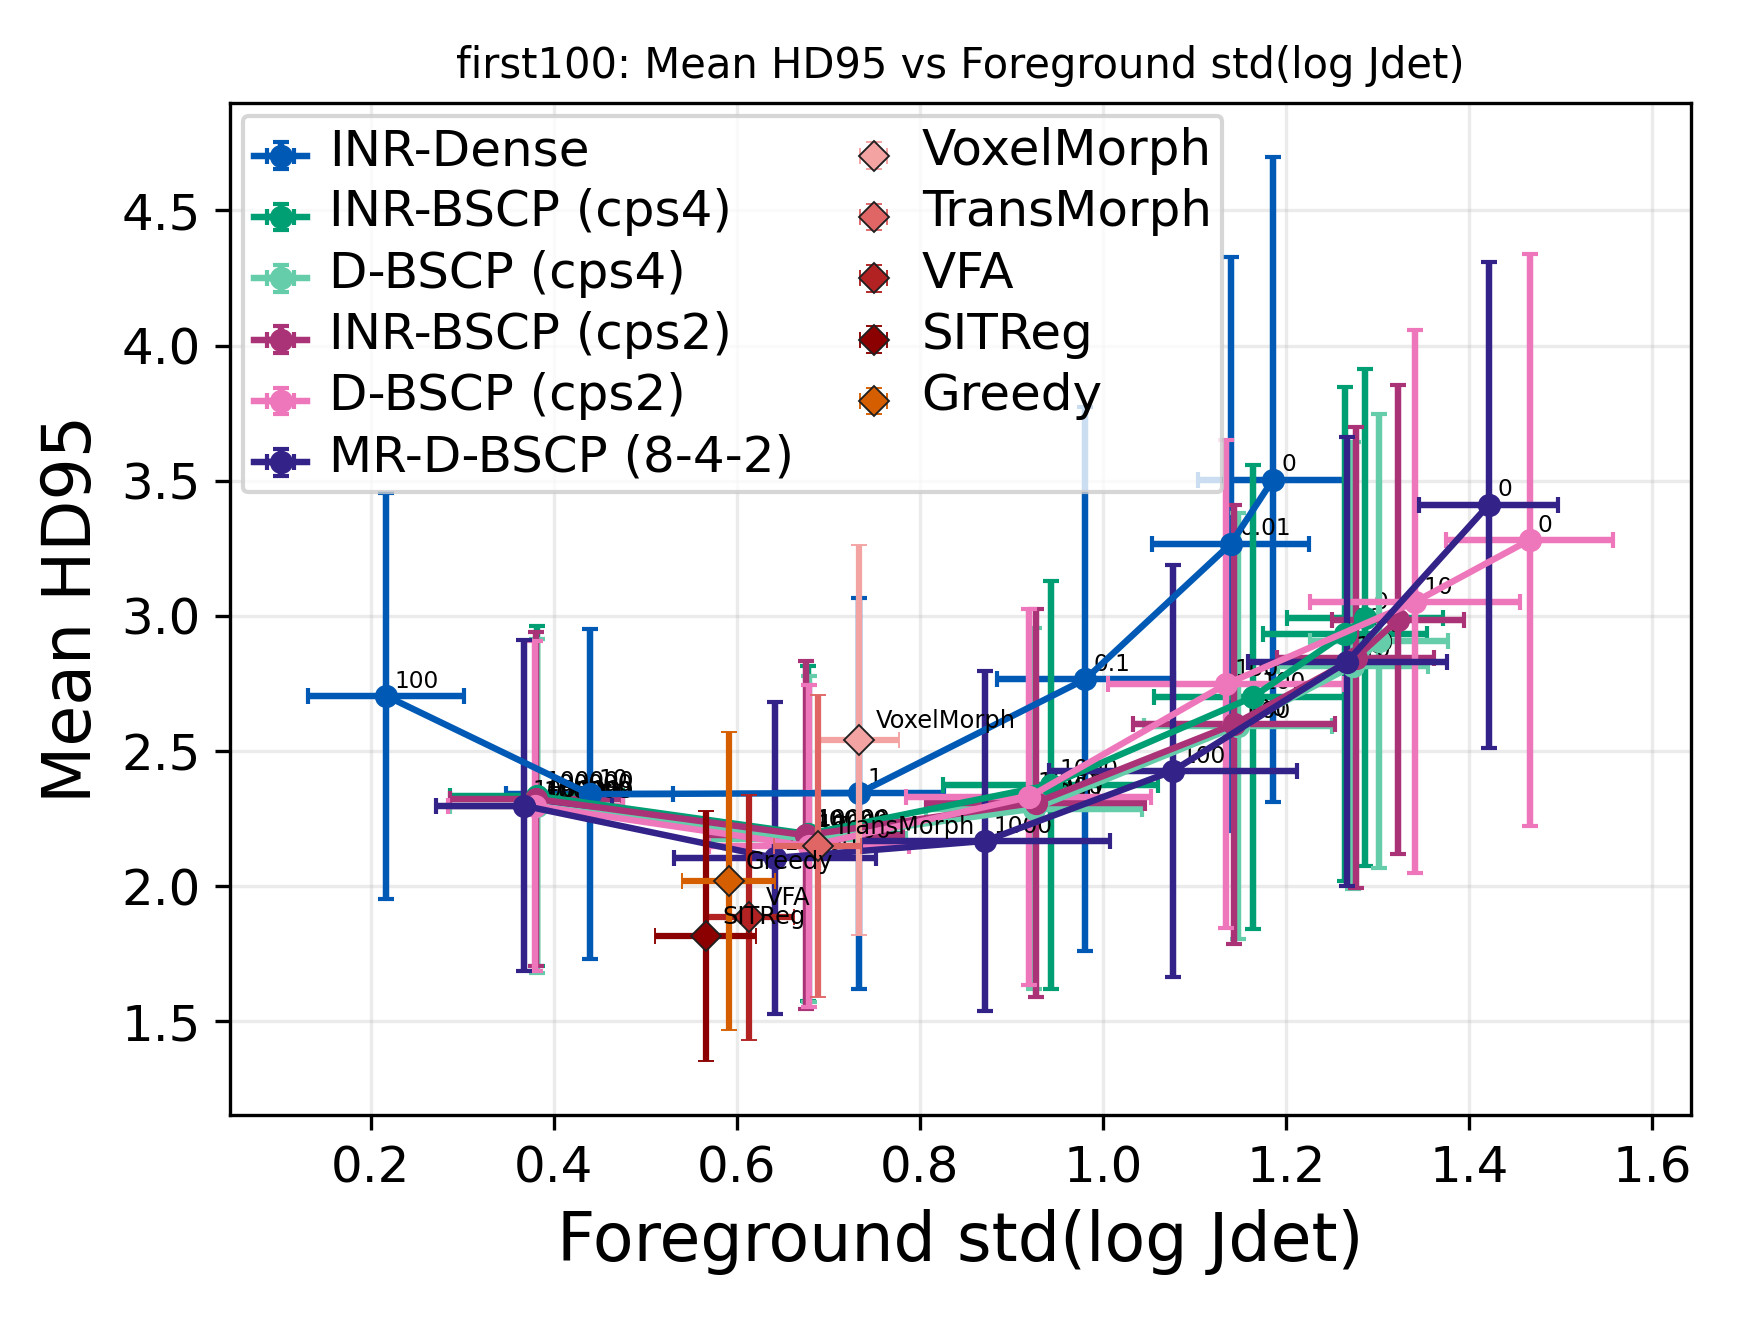 first100: Mean HD95 vs Foreground std(log Jdet)
INR-Dense
INR-BSCP (cps4)
D-BSCP (cps4)
INR-BSCP (cps2)
D-BSCP (cps2)
MR-D-BSCP (8-4-2)
VoxelMorph
TransMorph
VFA
SITReg
Greedy
4.5
4.0
3.5
3.0
2.5
2.0
1.5
Mean HD95
0
0
0
0.01
10
0.1
100
VoxelMorph
100
1
10
1000
TransMorph
Greedy
VFA
SITReg
0.2
0.4
0.6
0.8
1.0
1.2
1.4
1.6
Foreground std(log Jdet)